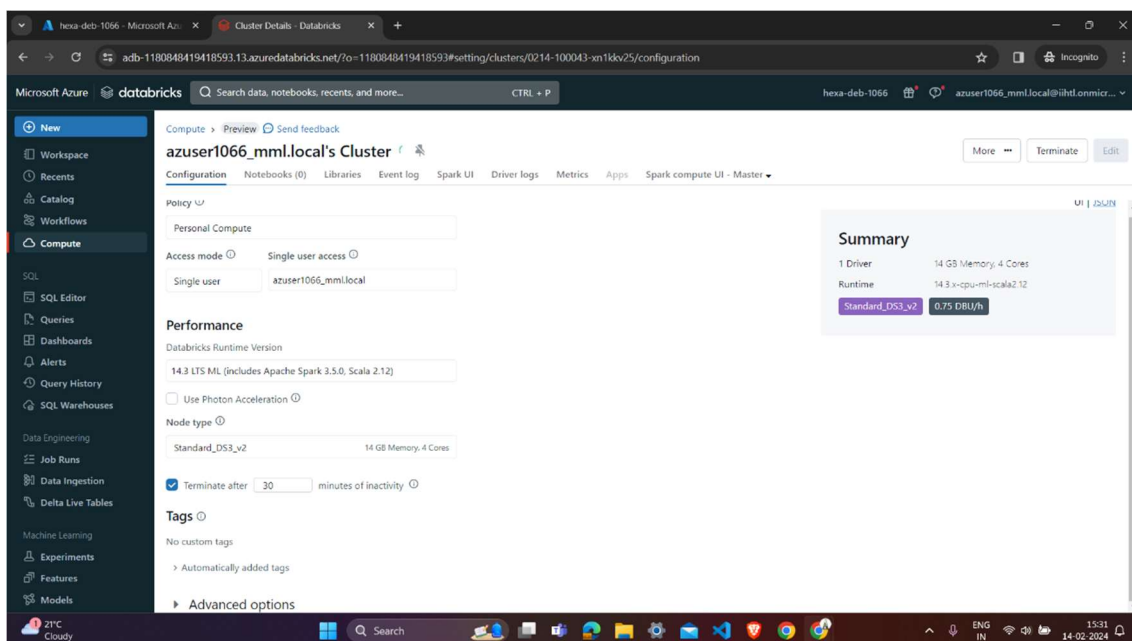 hexa-deb-1066 - Microsoft Azu
Cluster Details - Databricks
adb-1180848419418593.13.azuredatabricks.net/?o=1180848419418593#setting/clusters/0214-100043-xn1kkv25/configuration
Incognito
Microsoft Azure databricks
Search data, notebooks, recents, and more...
CTRL + P
hexa-deb-1066
azuser1066_mml.local@iihtl.onmicr...
New
Workspace
Recents
Catalog
Workflows
Compute
SQL
SQL Editor
Queries
Dashboards
Alerts
Query History
SQL Warehouses
Data Engineering
Job Runs
Data Ingestion
Delta Live Tables
Machine Learning
Experiments
Features
Models
Compute > Preview Send feedback
azuser1066_mml.local's Cluster
More ... Terminate Edit
Configuration Notebooks (0) Libraries Event log Spark UI Driver logs Metrics Apps Spark compute UI - Master
Policy
UI | JSON
Personal Compute
Access mode Single user access
Single user azuser1066_mml.local
Performance
Databricks Runtime Version
14.3 LTS ML (includes Apache Spark 3.5.0, Scala 2.12)
Use Photon Acceleration
Node type
Standard_DS3_v2 14 GB Memory, 4 Cores
Terminate after 30 minutes of inactivity
Tags
No custom tags
> Automatically added tags
Advanced options
Summary
1 Driver 14 GB Memory, 4 Cores
Runtime 14.3.x-cpu-ml-scala2.12
Standard_DS3_v2 0.75 DBU/h
1
21°C
Cloudy
Search
ENG
IN
15:31
14-02-2024